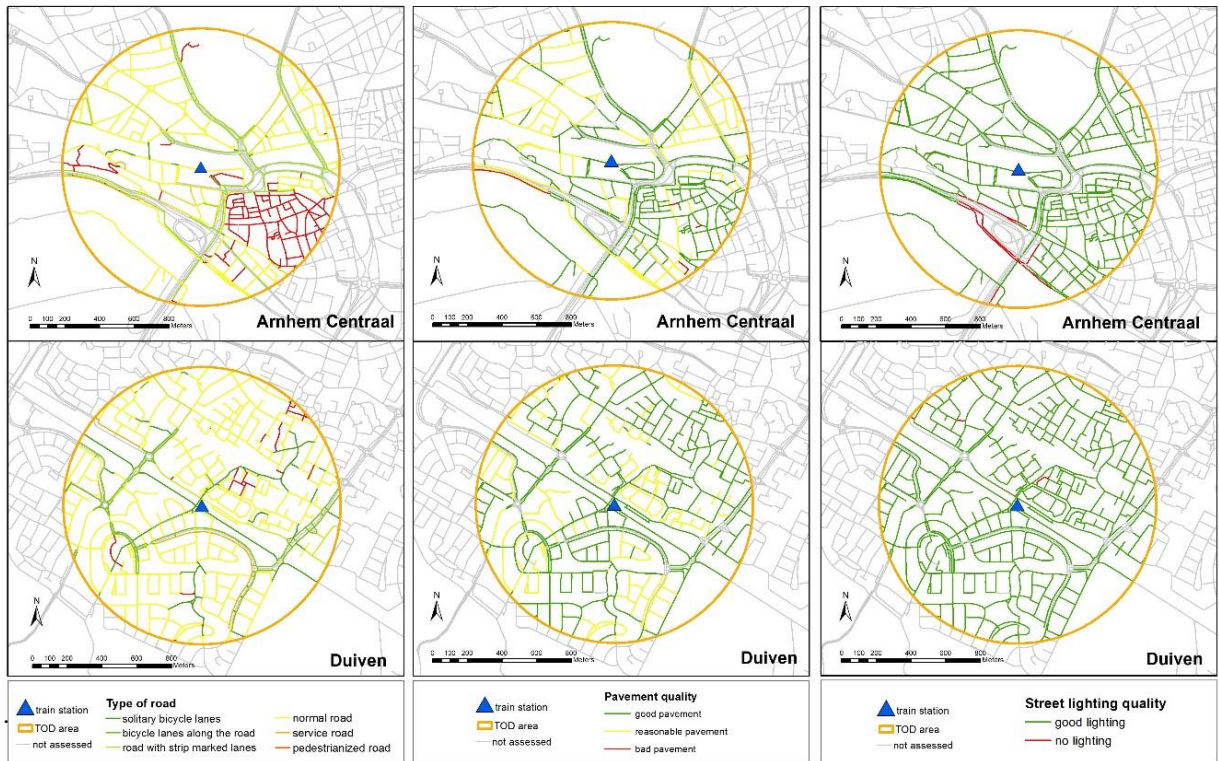 N
0 100 200 400 600 800
Meters
Arnhem Centraal
N
0 100 200 400 600 800
Meters
Arnhem Centraal
N
0 100 200 400 600 800
Meters
Arnhem Centraal
N
0 100 200 400 600 800
Meters
Duiven
N
0 100 200 400 600 800
Meters
Duiven
N
0 100 200 400 600 800
Meters
Duiven
train station
TOD area
not assessed
Type of road
solitary bicycle lanes
bicycle lanes along the road
road with strip marked lanes
normal road
service road
pedestrianized road
train station
TOD area
not assessed
Pavement quality
good pavement
reasonable pavement
bad pavement
train station
TOD area
not assessed
Street lighting quality
good lighting
no lighting